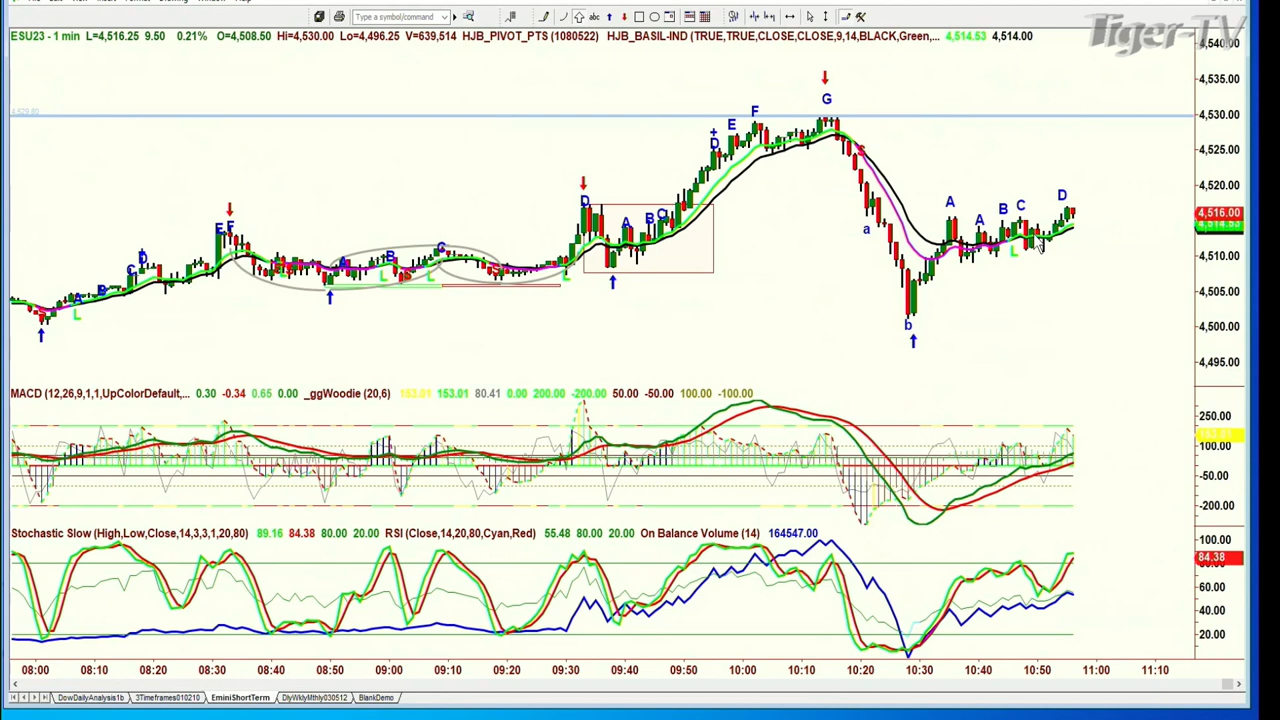 Type a symbol/command
abc
Tiger-TV
ESU23 - 1 min L=4,516.25 9.50 0.21% O=4,508.50 Hi=4,530.00 Lo=4,496.25 V=639,514 HJB_PIVOT_PTS (1080522) HJB_BASIL-IND (TRUE,TRUE,CLOSE,CLOSE,9,14,BLACK,Green,... 4,514.53 4,514.00
4,540.00
4,535.00
4,530.00
4,525.00
4,520.00
4,516.00
4,510.00
4,505.00
4,500.00
4,495.00
G
F
E
+
D
D
E F
+
D
C
A B
S
L
A
B
C
S
L
L
S
L
A
B C
S
a
b
A
A
B
C
L
D
MACD (12,26,9,1,1,UpColorDefault,... 0.30 -0.34 0.65 0.00 _ggWoodie (20,6) 153.01 153.01 80.41 0.00 200.00 -200.00 50.00 -50.00 100.00 -100.00
250.00
100.00
-50.00
-200.00
Stochastic Slow (High,Low,Close,14,3,3,1,20,80) 89.16 84.38 80.00 20.00 RSI (Close,14,20,80,Cyan,Red) 55.48 80.00 20.00 On Balance Volume (14) 164547.00
100.00
84.38
60.00
40.00
20.00
08:00 08:10 08:20 08:30 08:40 08:50 09:00 09:10 09:20 09:30 09:40 09:50 10:00 10:10 10:20 10:30 10:40 10:50 11:00 11:10
DowDailyAnalysis1b 3Timeframes010210 EminiShortTerm DlyWklyMthly030512 BlankDemo